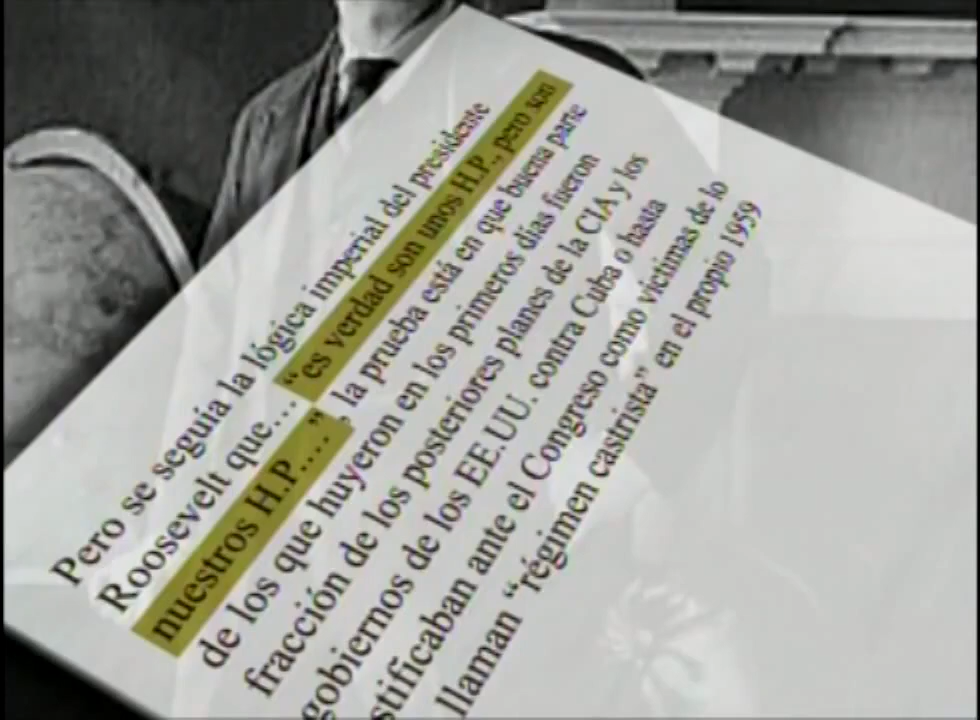 Pero se seguía la lógica imperial del presidente
Roosevelt que... “es verdad son unos H.P., pero son
nuestros H.P....”, la prueba está en que buena parte
de los que huyeron en los primeros días fueron
fracción de los posteriores planes de la CIA y los
gobiernos de los EE.UU. contra Cuba o hasta
stificaban ante el Congreso como víctimas de lo
llaman “régimen castrista” en el propio 1959